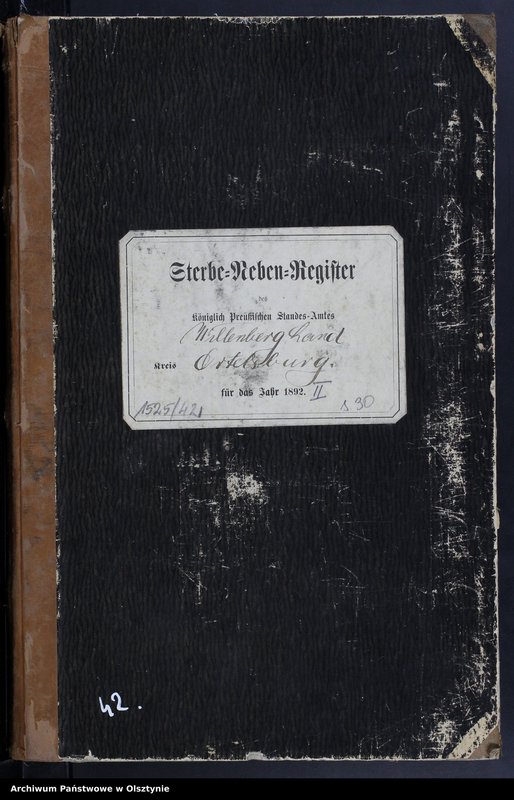 Sterbe=Neben=Register
des
Königlich Preußischen Standes-Amtes
Willenberg Land
Kreis Ortelsburg.
für das Jahr 1892. II
1525/42 s 30
42.
Archiwum Państwowe w Olsztynie